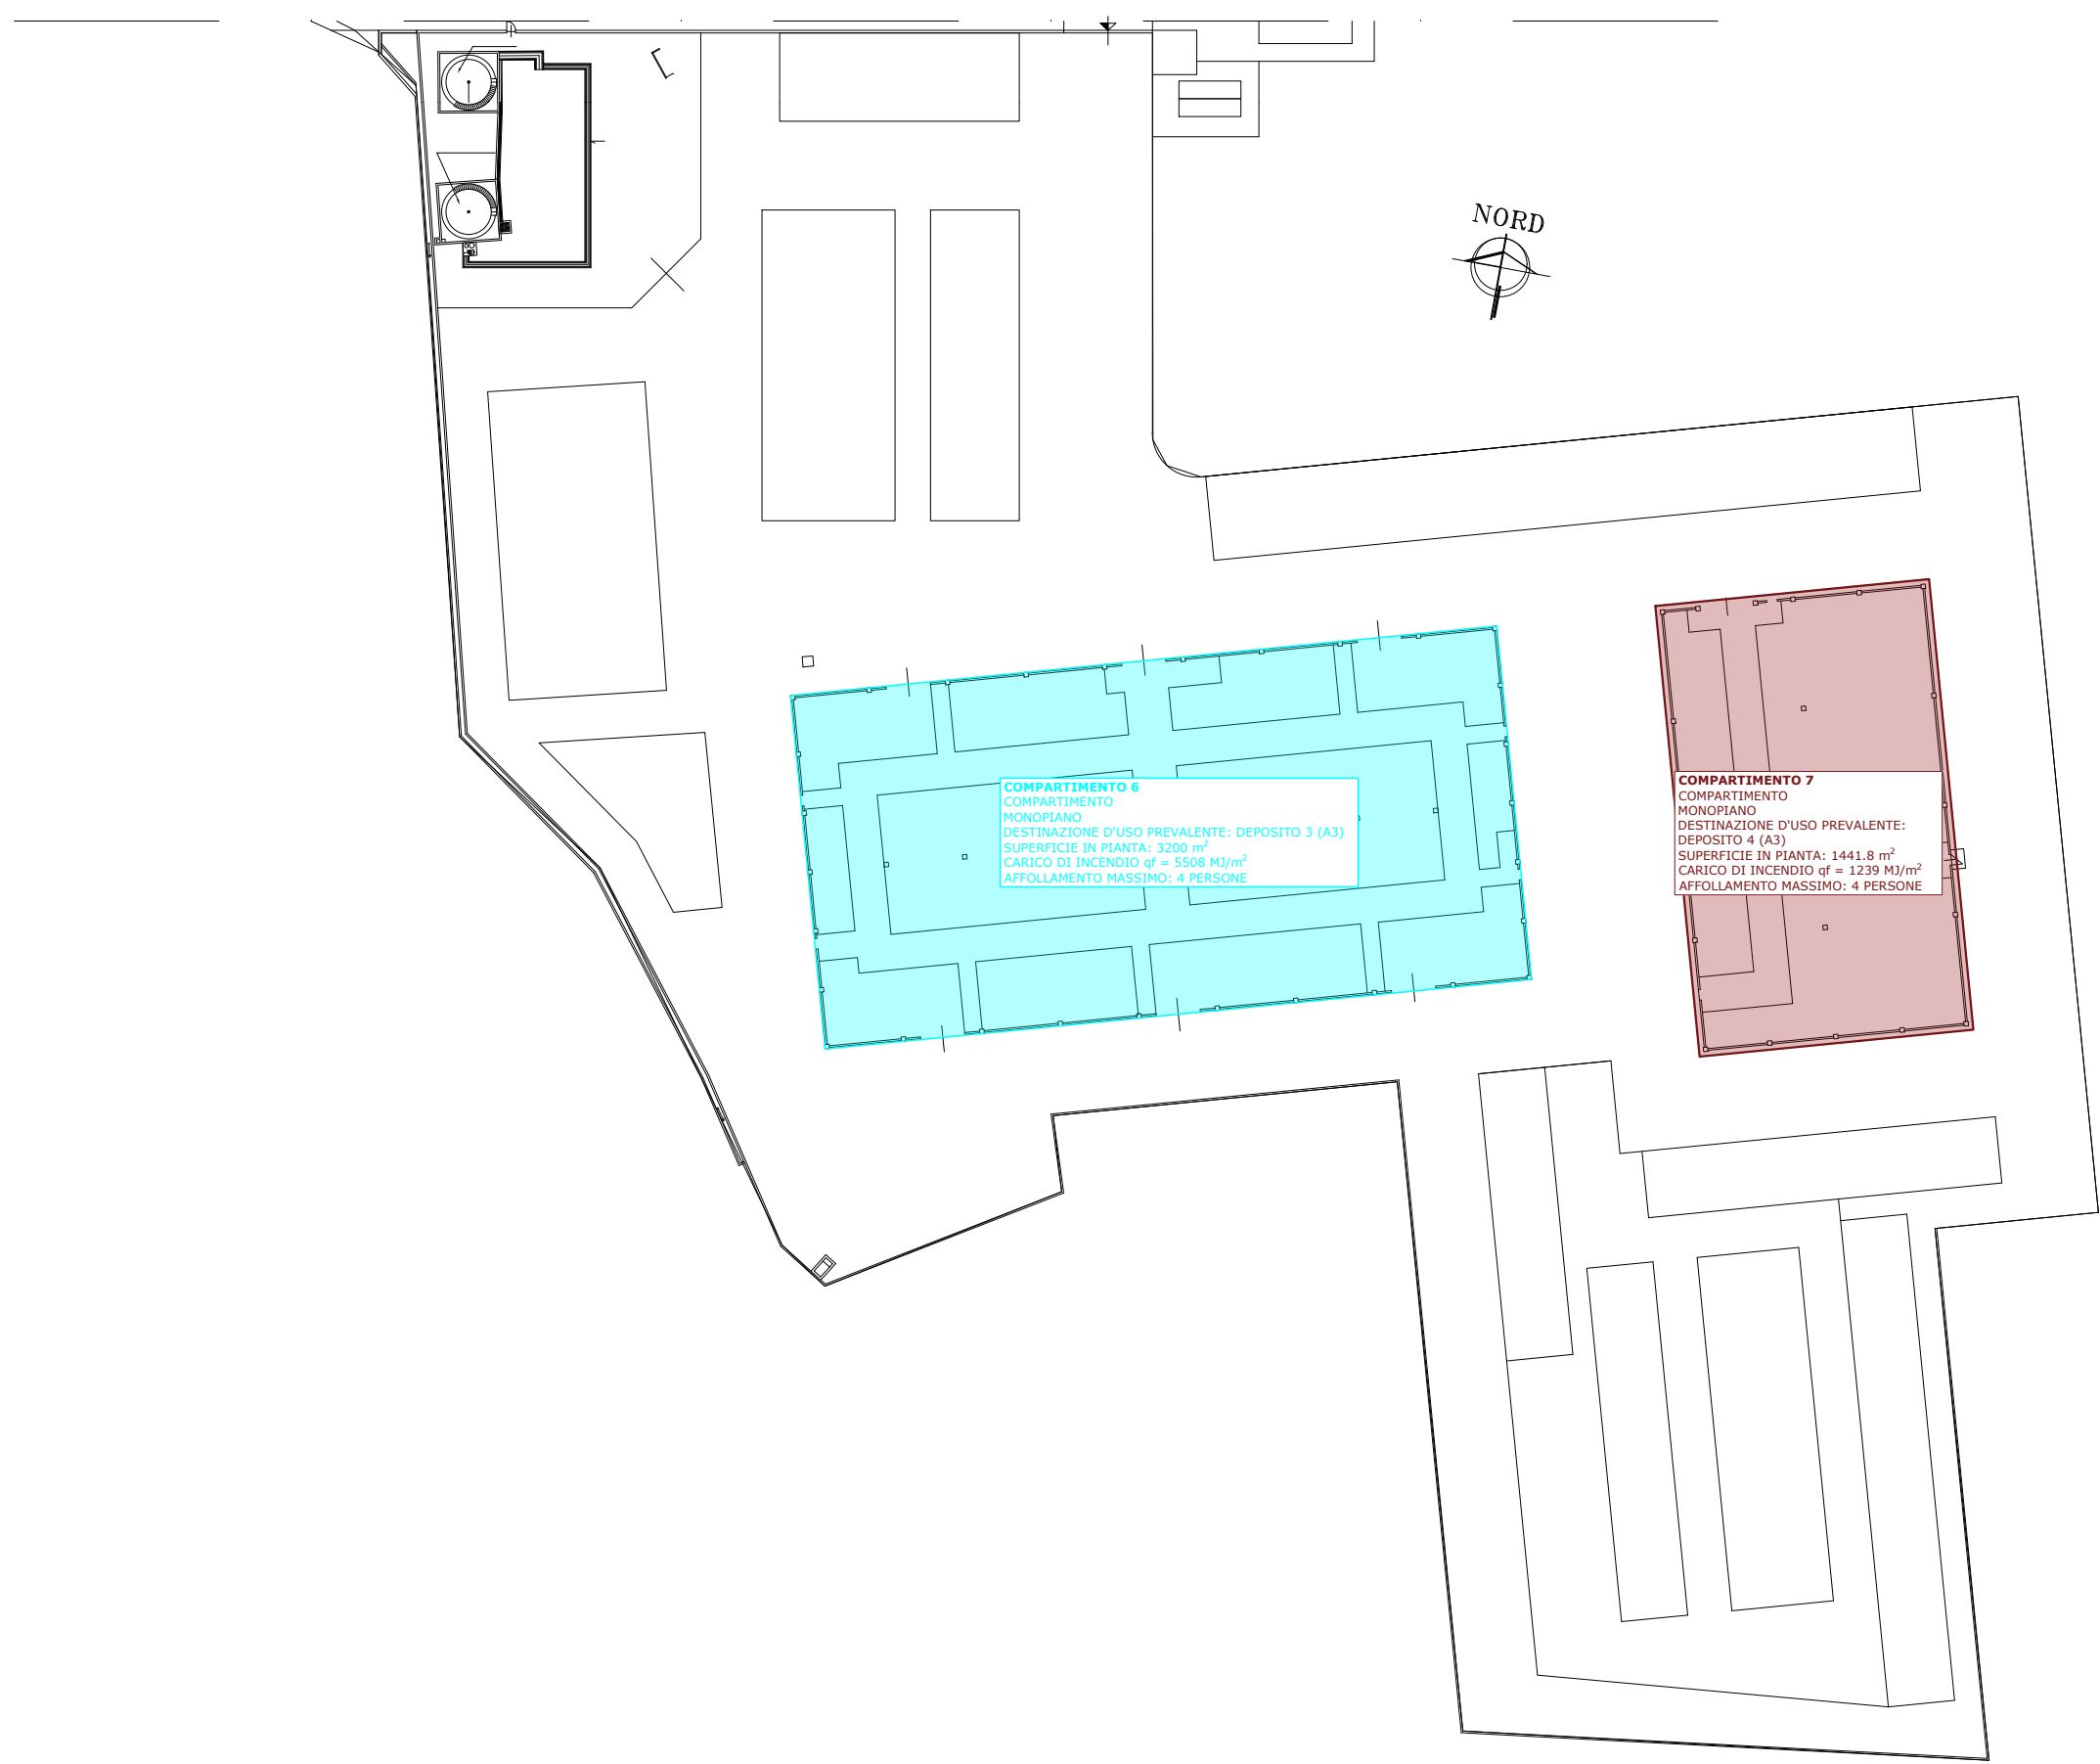 NORD
COMPARTIMENTO 6
COMPARTIMENTO
MONOPIANO
DESTINAZIONE D'USO PREVALENTE: DEPOSITO 3 (A3)
SUPERFICIE IN PIANTA: 3200 m²
CARICO DI INCENDIO qf = 5508 MJ/m²
AFFOLLAMENTO MASSIMO: 4 PERSONE
COMPARTIMENTO 7
COMPARTIMENTO
MONOPIANO
DESTINAZIONE D'USO PREVALENTE:
DEPOSITO 4 (A3)
SUPERFICIE IN PIANTA: 1441.8 m²
CARICO DI INCENDIO qf = 1239 MJ/m²
AFFOLLAMENTO MASSIMO: 4 PERSONE